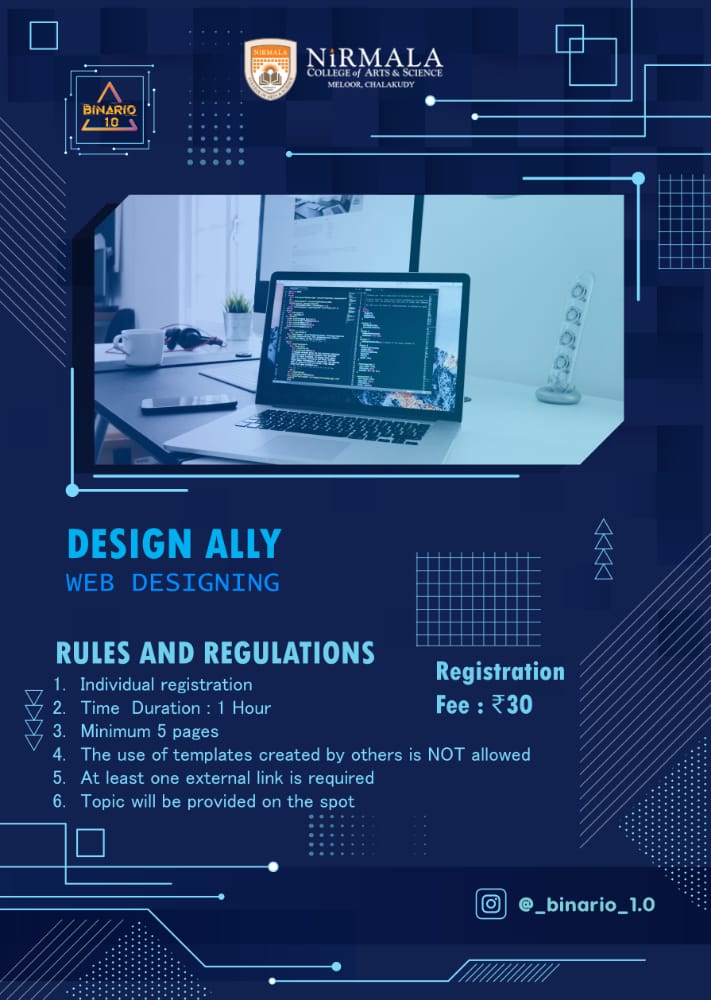 NiRMALA
NiRMALA
COLLEGE of ARTS & SCIENCE
MELOOR, CHALAKUDY
BINARIO
1.0
DESIGN ALLY
WEB DESIGNING
RULES AND REGULATIONS
1. Individual registration
2. Time Duration : 1 Hour
3. Minimum 5 pages
4. The use of templates created by others is NOT allowed
5. At least one external link is required
6. Topic will be provided on the spot
Registration
Fee : ₹30
@_binario_1.0